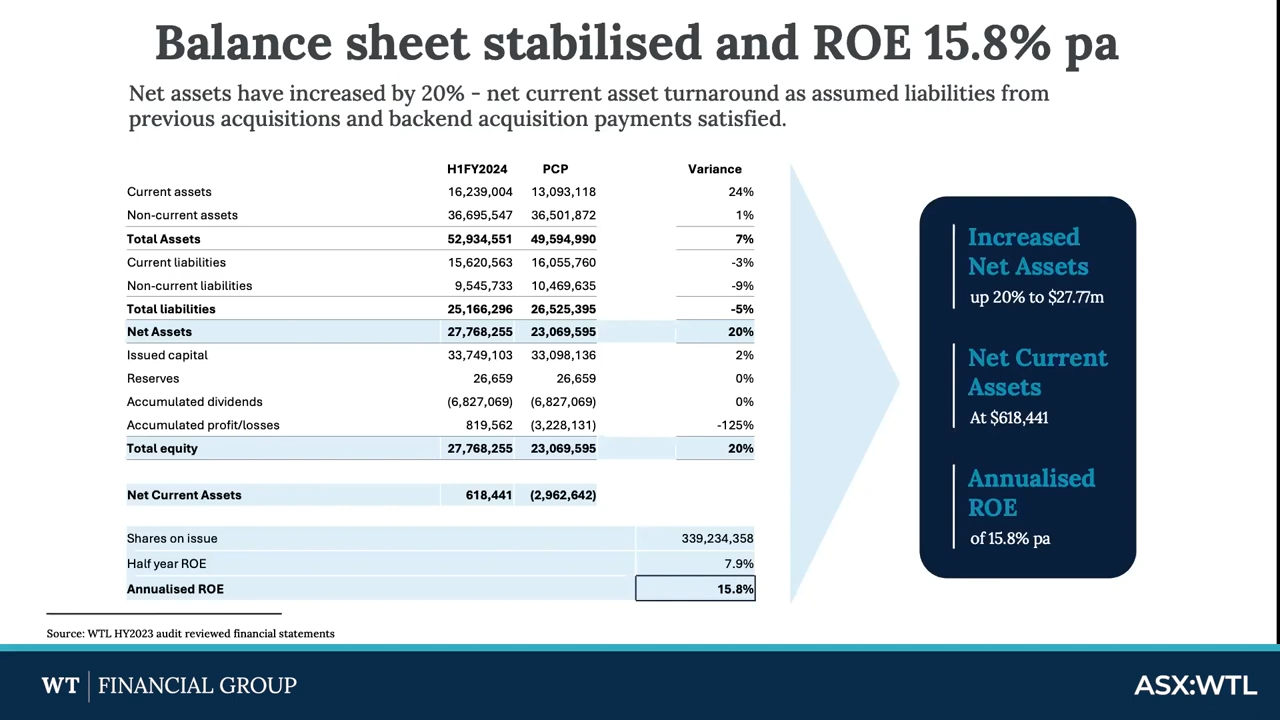 Balance sheet stabilised and ROE 15.8% pa
Net assets have increased by 20% - net current asset turnaround as assumed liabilities from
previous acquisitions and backend acquisition payments satisfied.
H1FY2024 PCP Variance
Current assets 16,239,004 13,093,118 24%
Non-current assets 36,695,547 36,501,872 1%
Total Assets 52,934,551 49,594,990 7%
Current liabilities 15,620,563 16,055,760 -3%
Non-current liabilities 9,545,733 10,469,635 -9%
Total liabilities 25,166,296 26,525,395 -5%
Net Assets 27,768,255 23,069,595 20%
Issued capital 33,749,103 33,098,136 2%
Reserves 26,659 26,659 0%
Accumulated dividends (6,827,069) (6,827,069) 0%
Accumulated profit/losses 819,562 (3,228,131) -125%
Total equity 27,768,255 23,069,595 20%
Net Current Assets 618,441 (2,962,642)
Shares on issue 339,234,358
Half year ROE 7.9%
Annualised ROE 15.8%
Increased
Net Assets
up 20% to $27.77m
Net Current
Assets
At $618,441
Annualised
ROE
of 15.8% pa
Source: WTL HY2023 audit reviewed financial statements
WT FINANCIAL GROUP
ASX:WTL